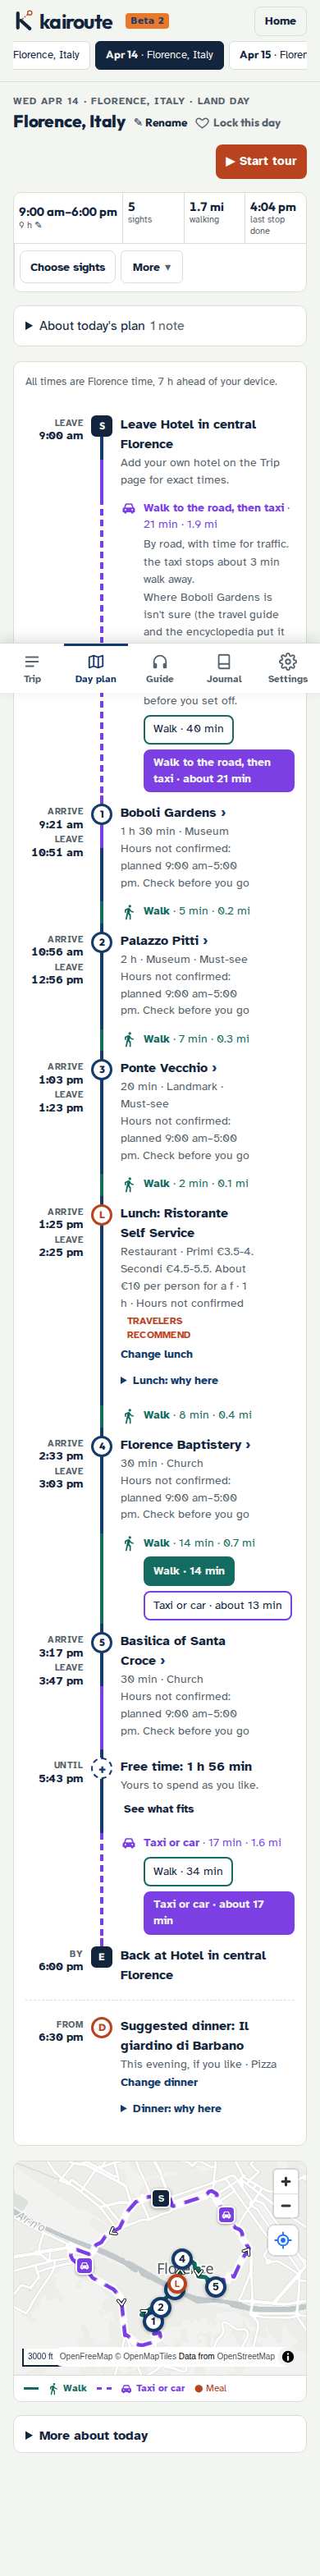 kairoute
Beta 2
Home
Florence, Italy
Apr 14 · Florence, Italy
Apr 15 ·
WED APR 14 · FLORENCE, ITALY · LAND DAY
Florence, Italy
✎ Rename
Lock this day
▶ Start tour
9:00 am–6:00 pm
9 h ✎
5
sights
1.7 mi
walking
4:04 pm
last stop
done
Choose sights
More ▾
▶ About today's plan 1 note
All times are Florence time, 7 h ahead of your device.
LEAVE
9:00 am
S
Leave Hotel in central
Florence
Add your own hotel on the Trip
page for exact times.
Walk to the road, then taxi ·
21 min · 1.9 mi
By road, with time for traffic.
the taxi stops about 3 min
walk away.
Where Boboli Gardens is
isn't sure (the travel guide
and the encyclopedia put it
Trip
Day plan
Guide
Journal
Settings
before you set off.
Walk · 40 min
Walk to the road, then
taxi · about 21 min
ARRIVE
9:21 am
LEAVE
10:51 am
1
Boboli Gardens ›
1 h 30 min · Museum
Hours not confirmed:
planned 9:00 am–5:00
pm. Check before you go
Walk · 5 min · 0.2 mi
ARRIVE
10:56 am
LEAVE
12:56 pm
2
Palazzo Pitti ›
2 h · Museum · Must-see
Hours not confirmed:
planned 9:00 am–5:00
pm. Check before you go
Walk · 7 min · 0.3 mi
ARRIVE
1:03 pm
LEAVE
1:23 pm
3
Ponte Vecchio ›
20 min · Landmark ·
Must-see
Hours not confirmed:
planned 9:00 am–5:00
pm. Check before you go
Walk · 2 min · 0.1 mi
ARRIVE
1:25 pm
LEAVE
2:25 pm
L
Lunch: Ristorante
Self Service
Restaurant · Primi €3.5-4.
Secondi €4.5-5.5. About
€10 per person for a f · 1
h · Hours not confirmed
TRAVELERS
RECOMMEND
Change lunch
▶ Lunch: why here
Walk · 8 min · 0.4 mi
ARRIVE
2:33 pm
LEAVE
3:03 pm
4
Florence Baptistery ›
30 min · Church
Hours not confirmed:
planned 9:00 am–5:00
pm. Check before you go
Walk · 14 min · 0.7 mi
Walk · 14 min
Taxi or car · about 13 min
ARRIVE
3:17 pm
LEAVE
3:47 pm
5
Basilica of Santa
Croce ›
30 min · Church
Hours not confirmed:
planned 9:00 am–5:00
pm. Check before you go
UNTIL
5:43 pm
+
Free time: 1 h 56 min
Yours to spend as you like.
See what fits
Taxi or car · 17 min · 1.6 mi
Walk · 34 min
Taxi or car · about 17
min
BY
6:00 pm
E
Back at Hotel in central
Florence
FROM
6:30 pm
D
Suggested dinner: Il
giardino di Barbano
This evening, if you like · Pizza
Change dinner
▶ Dinner: why here
+
−
S
Arno
Florence
4
L
5
2
1
3000 ft
OpenFreeMap © OpenMapTiles Data from OpenStreetMap
Walk
Taxi or car
Meal
▶ More about today